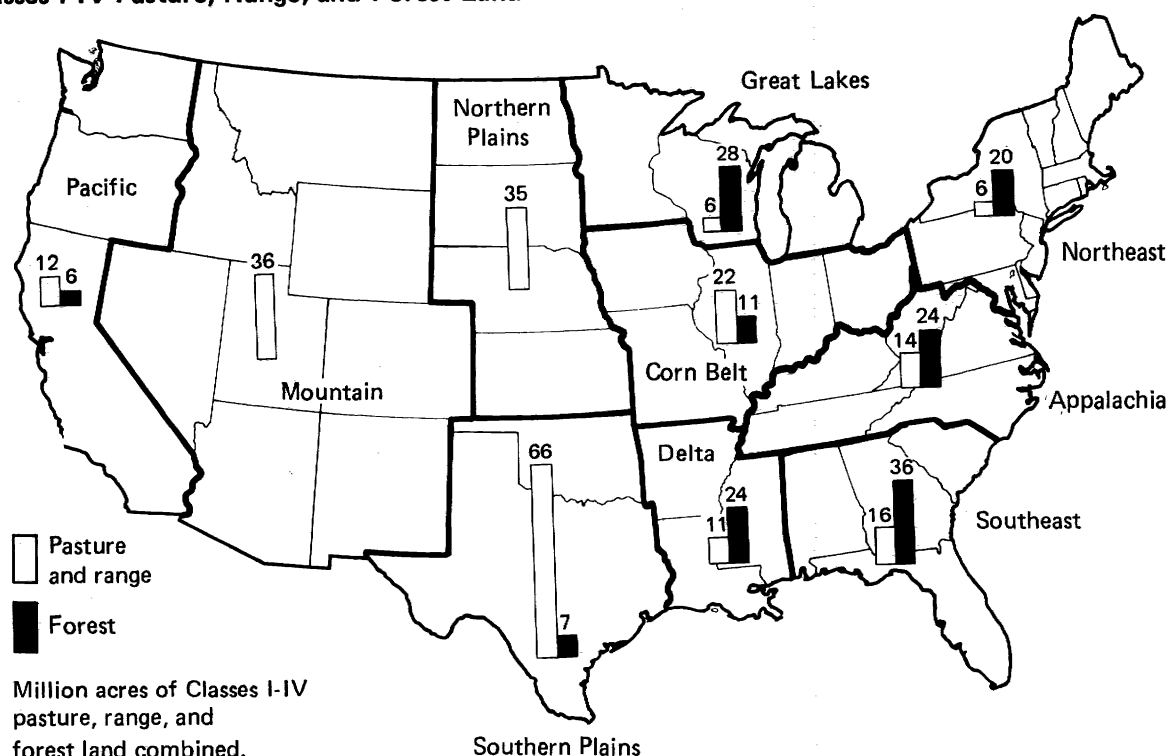 Pasture, Range, and Forest Land
Great Lakes
Northern
Plains
28
20
Pacific
35
6
6
Northeast
12
6
36
22
11
24
14
Mountain
Corn Belt
Appalachia
66
Delta
36
24
11
16
Southeast
Pasture
and range
7
Forest
Million acres of Classes I-IV
pasture, range, and
forest land combined.
Southern Plains